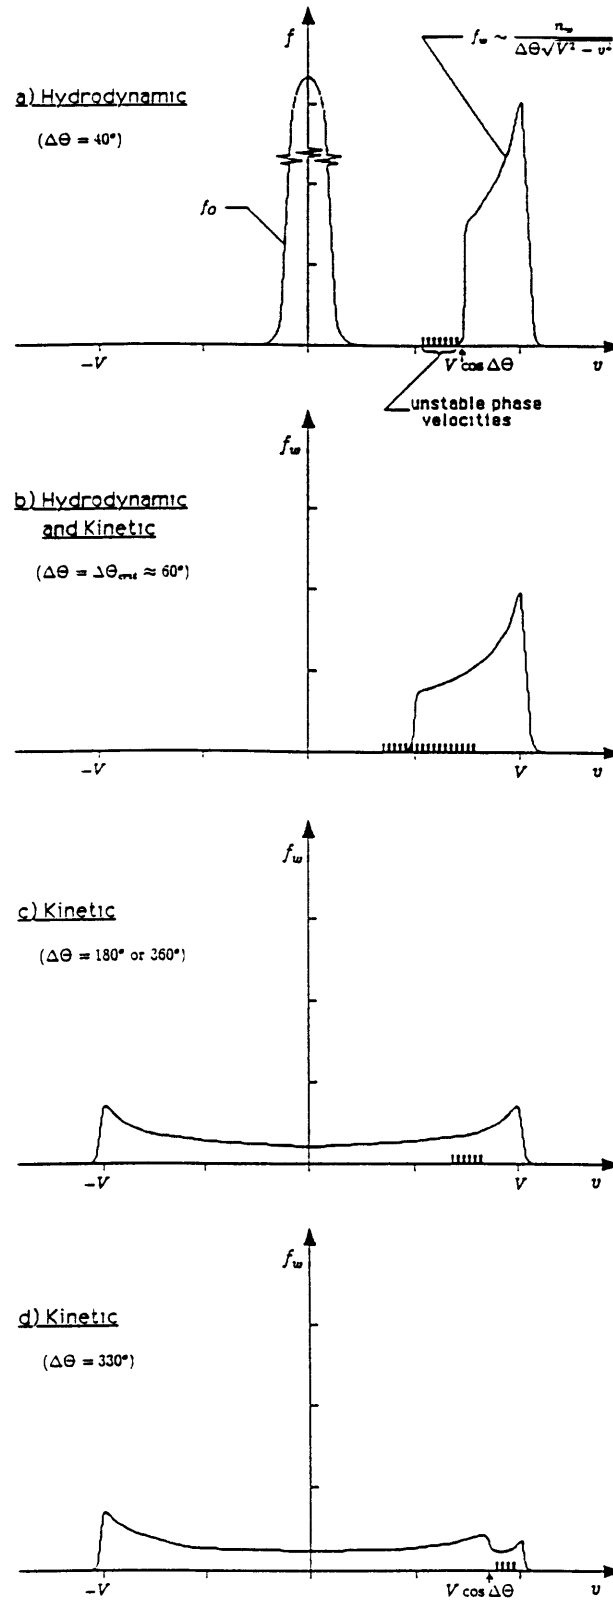 f
f_w ~ n_w / ΔΘ√V² − v²
a) Hydrodynamic
(ΔΘ = 40°)
f_O
−V
V cos ΔΘ
v
unstable phase
velocities
f_w
b) Hydrodynamic
and Kinetic
(ΔΘ = ΔΘ_crit ≈ 60°)
−V
V
v
f_w
c) Kinetic
(ΔΘ = 180° or 360°)
−V
V
v
f_w
d) Kinetic
(ΔΘ = 330°)
−V
V cos ΔΘ
v